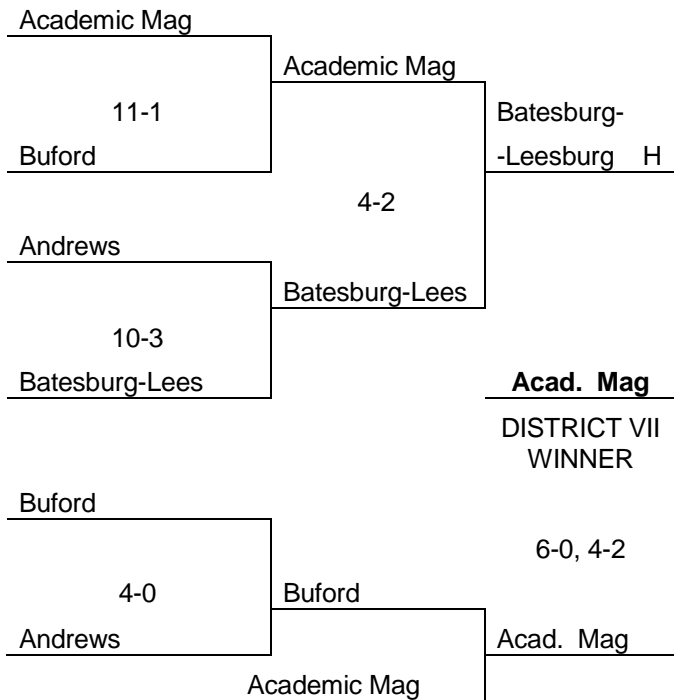 Academic Mag
Academic Mag
11-1
Batesburg-
Buford
-Leesburg H
4-2
Andrews
Batesburg-Lees
10-3
Batesburg-Lees
Acad. Mag
DISTRICT VII
WINNER
Buford
6-0, 4-2
4-0
Buford
Andrews
Acad. Mag
Academic Mag